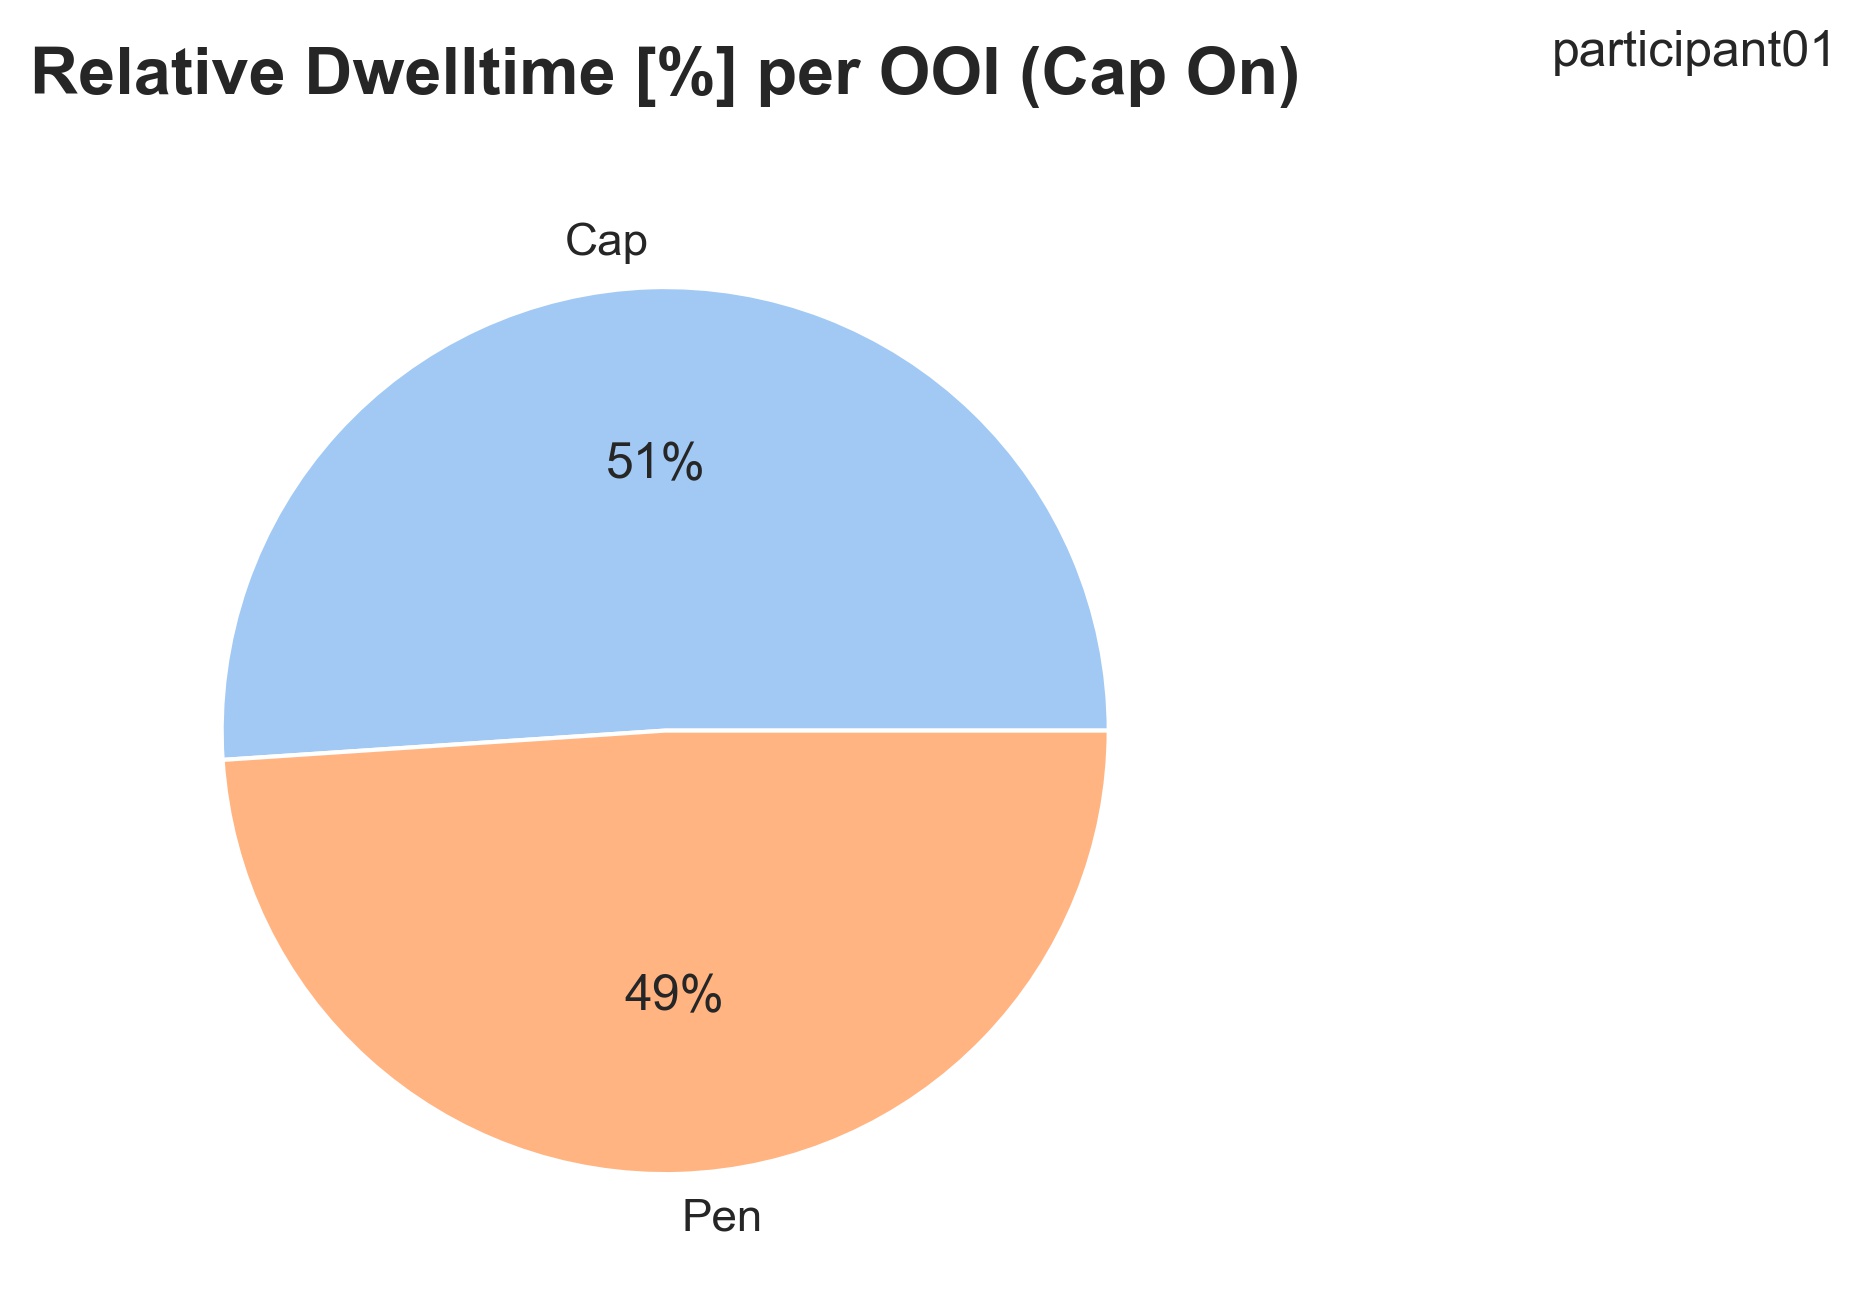 Relative Dwelltime [%] per OOI (Cap On)
participant01
Cap
51%
49%
Pen